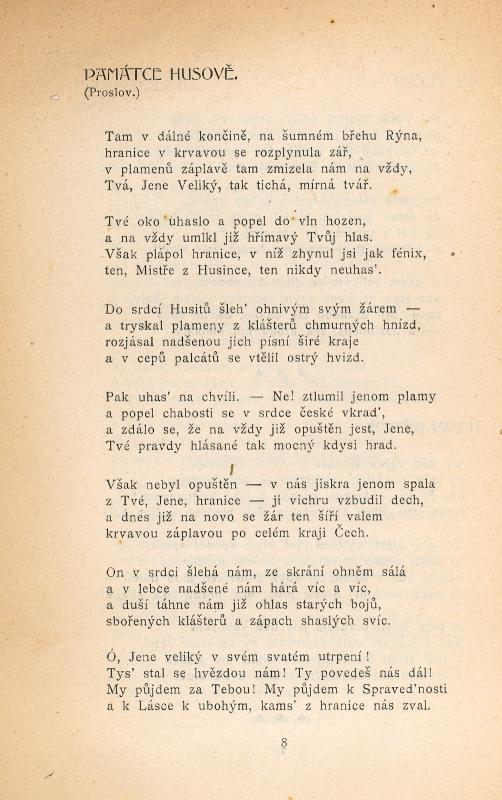 PAMÁTCE HUSOVĚ.
(Proslov.)
Tam v dálné končině, na šumném břehu Rýna,
hranice v krvavou se rozplynula zář,
v plamenů záplavě tam zmizela nám na vždy,
Tvá, Jene Veliký, tak tichá, mírná tvář.
Tvé oko uhaslo a popel do vln hozen,
a na vždy umlkl již hřímavý Tvůj hlas.
Však plápol hranice, v níž zhynul jsi jak fénix,
ten, Mistře z Husince, ten nikdy neuhas'.
Do srdcí Husitů šleh' ohnivým svým žárem —
a tryskal plameny z klášterů chmurných hnízd,
rozjásal nadšenou jich písní širé kraje
a v cepů palcátů se vtělil ostrý hvizd.
Pak uhas' na chvíli. — Ne! ztlumil jenom plamy
a popel chabosti se v srdce české vkrad',
a zdálo se, že na vždy již opuštěn jest, Jene,
Tvé pravdy hlásané tak mocný kdysi hrad.
Však nebyl opuštěn — v nás jiskra jenom spala
z Tvé, Jene, hranice — ji vichru vzbudil dech,
a dnes již na novo se žár ten šíří valem
krvavou záplavou po celém kraji Čech.
On v srdci šlehá nám, ze skrání ohněm sálá
a v lebce nadšené nám hárá víc a víc,
a duší táhne nám již ohlas starých bojů,
sbořených klášterů a zápach shaslých svíc.
Ó, Jene veliký v svém svatém utrpení!
Tys' stal se hvězdou nám! Ty povedeš nás dál!
My půjdem za Tebou! My půjdem k Spraved'nosti
a k Lásce k ubohým, kams' z hranice nás zval.
8